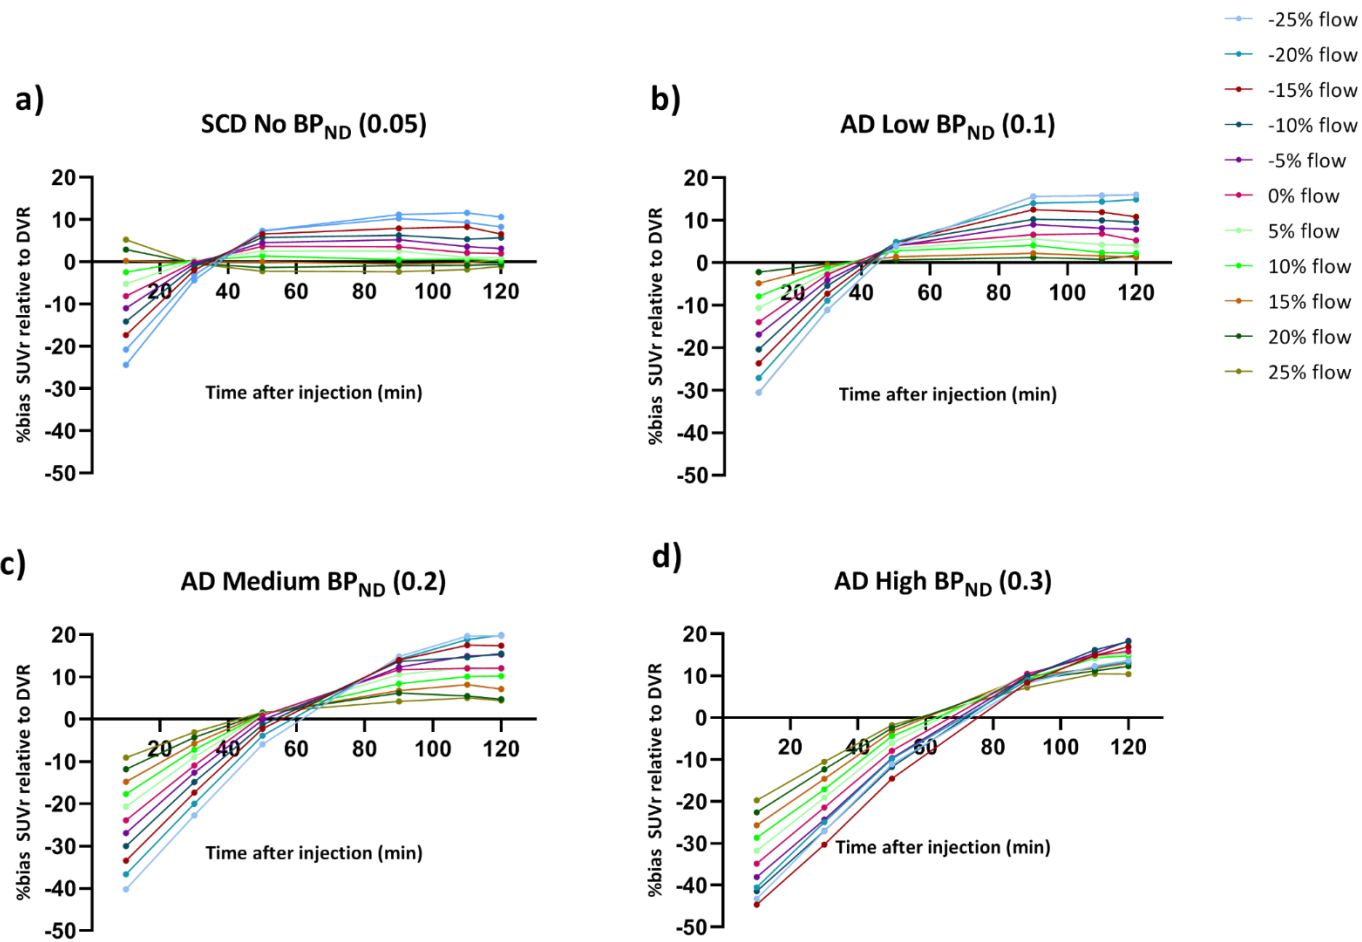 -25% flow
-20% flow
-15% flow
-10% flow
-5% flow
0% flow
5% flow
10% flow
15% flow
20% flow
25% flow
a)
SCD No BP_ND (0.05)
%bias SUVr relative to DVR
20
10
0
-10
-20
-30
-40
-50
20 40 60 80 100 120
Time after injection (min)
b)
AD Low BP_ND (0.1)
%bias SUVr relative to DVR
20
10
0
-10
-20
-30
-40
-50
20 40 60 80 100 120
Time after injection (min)
c)
AD Medium BP_ND (0.2)
%bias SUVr relative to DVR
20
10
0
-10
-20
-30
-40
-50
20 40 60 80 100 120
Time after injection (min)
d)
AD High BP_ND (0.3)
%bias SUVr relative to DVR
20
10
0
-10
-20
-30
-40
-50
20 40 60 80 100 120
Time after injection (min)